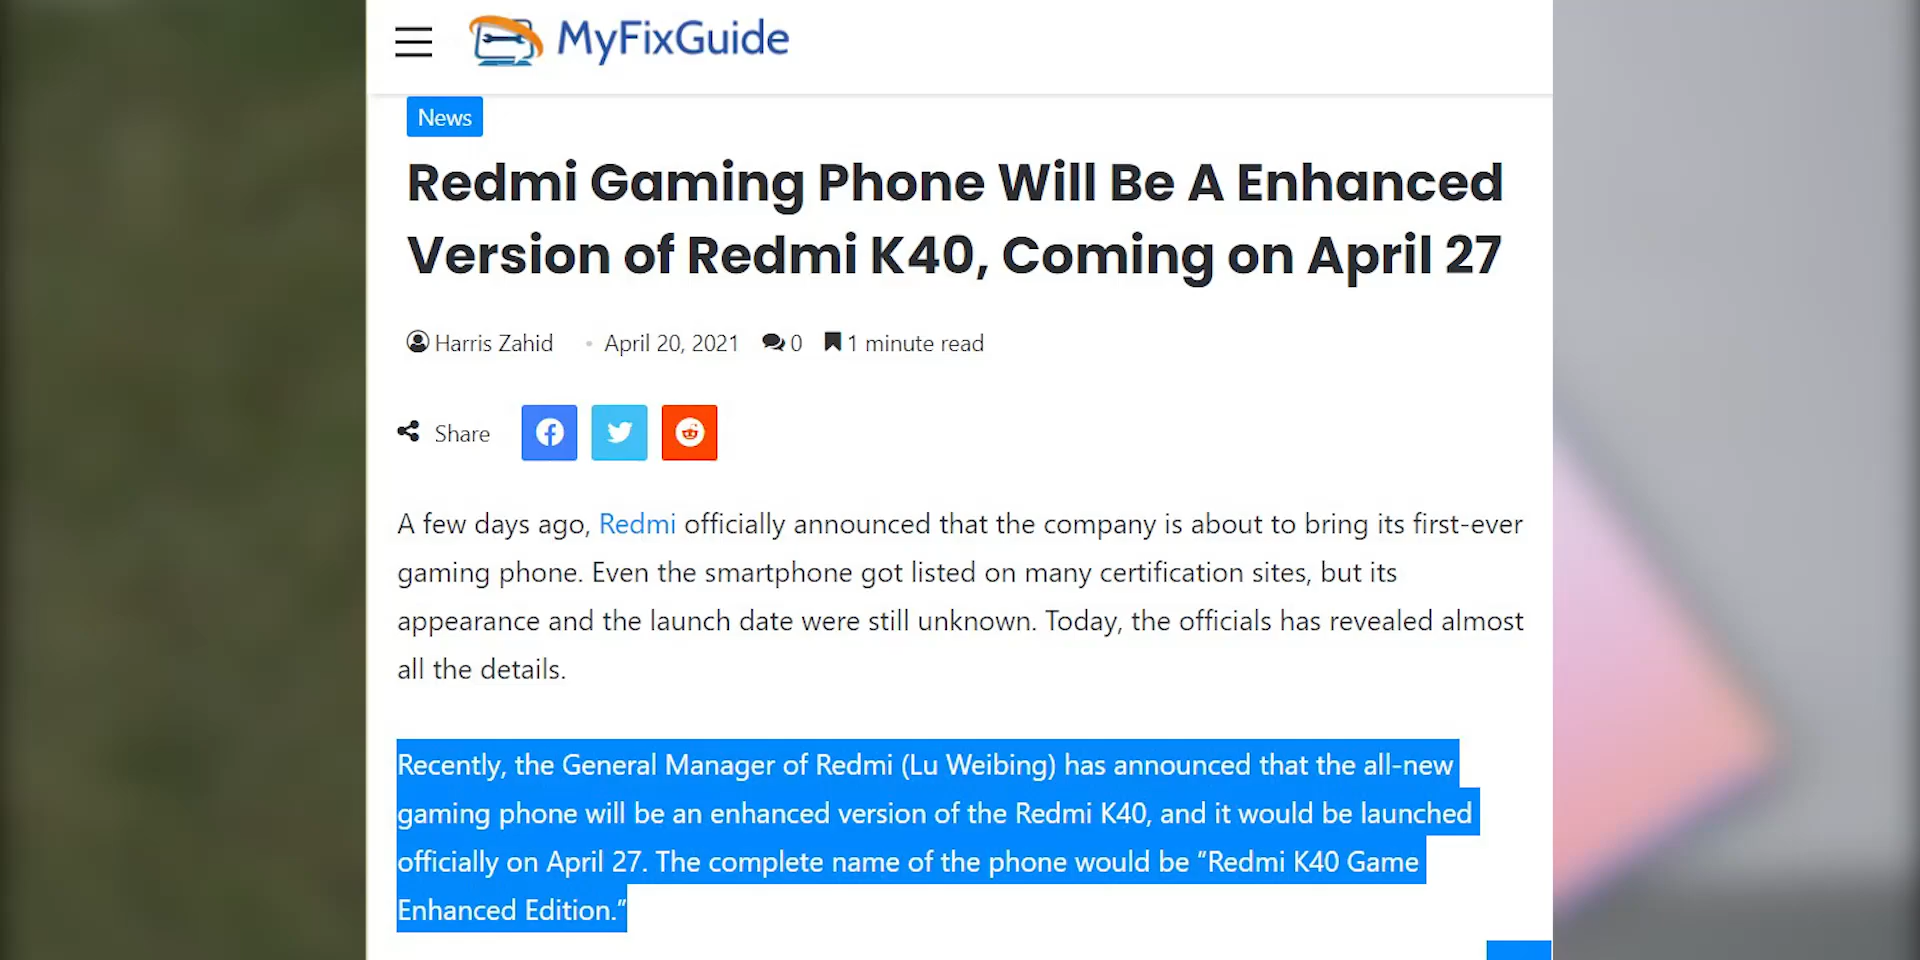 MyFixGuide
News
Redmi Gaming Phone Will Be A Enhanced
Version of Redmi K40, Coming on April 27
Harris Zahid • April 20, 2021 0 1 minute read
Share
A few days ago, Redmi officially announced that the company is about to bring its first-ever
gaming phone. Even the smartphone got listed on many certification sites, but its
appearance and the launch date were still unknown. Today, the officials has revealed almost
all the details.
Recently, the General Manager of Redmi (Lu Weibing) has announced that the all-new
gaming phone will be an enhanced version of the Redmi K40, and it would be launched
officially on April 27. The complete name of the phone would be “Redmi K40 Game
Enhanced Edition.”